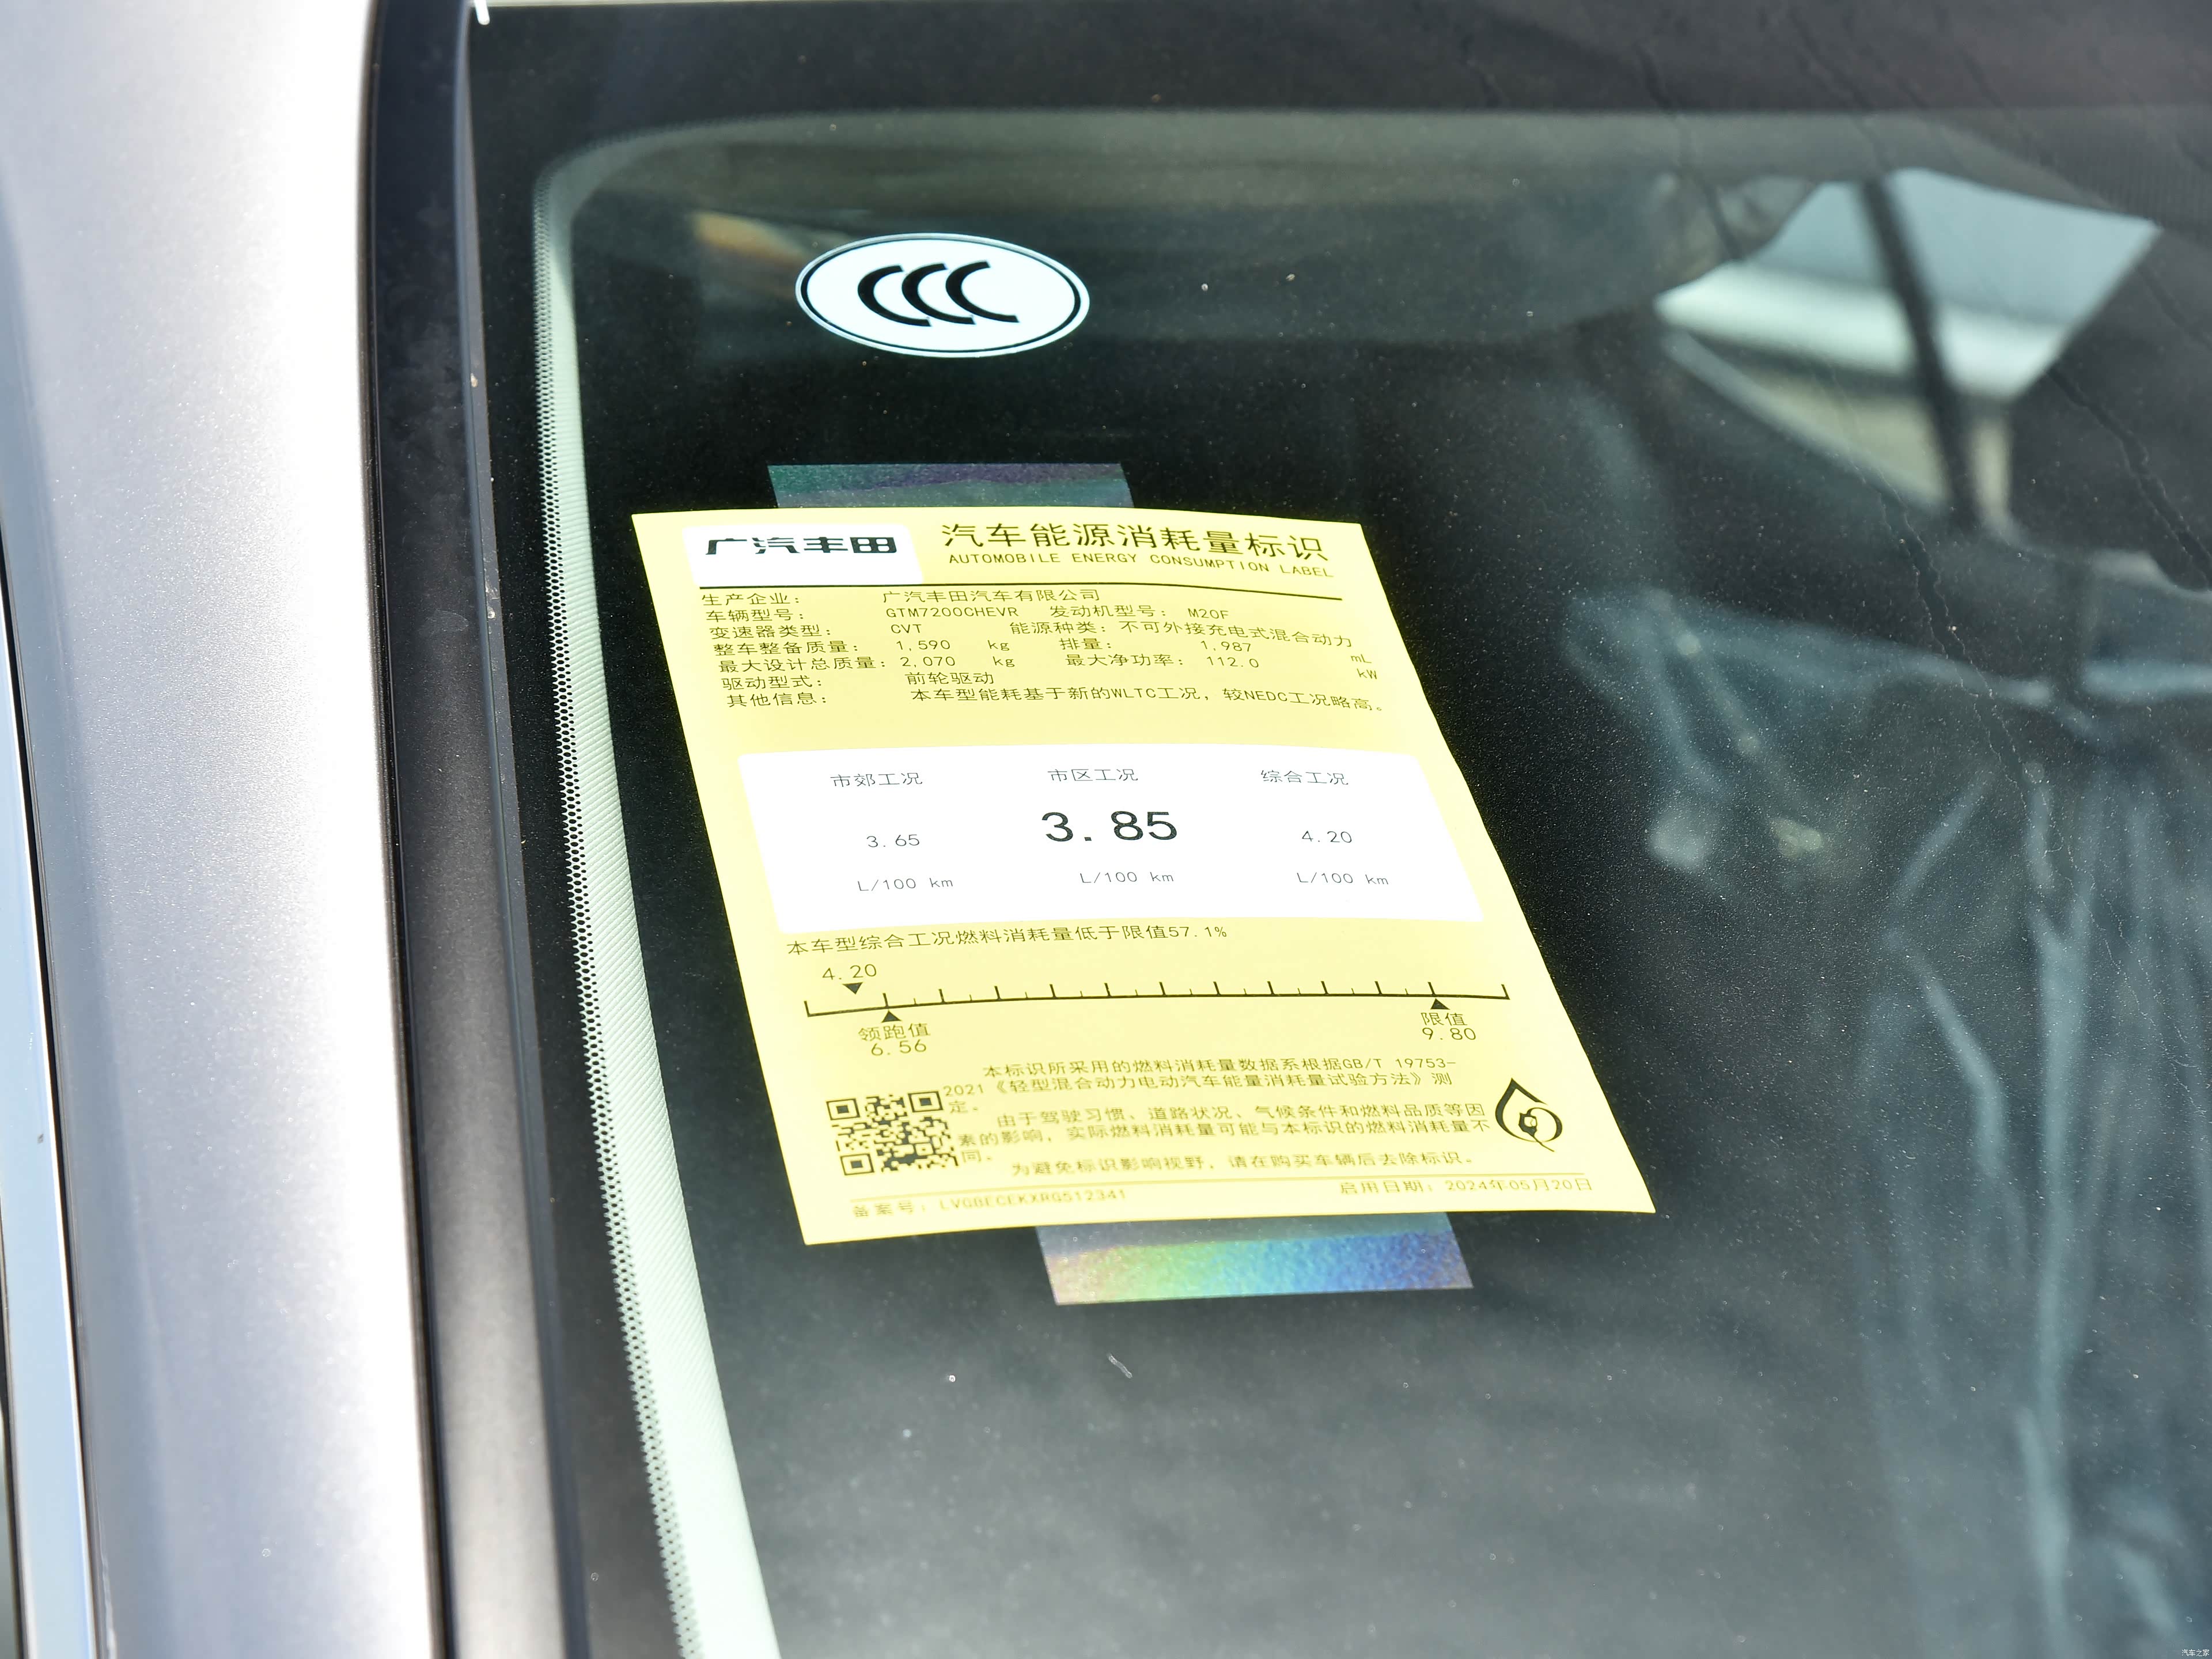 广汽丰田
汽车能源消耗量标识
AUTOMOBILE ENERGY CONSUMPTION LABEL
生产企业: 广汽丰田汽车有限公司
车辆型号: GTM7200CHEVR 发动机型号: M20F
变速器类型: CVT 能源种类: 不可外接充电式混合动力
整车整备质量: 1,590 kg 排量: 1,987 mL
最大设计总质量: 2,070 kg 最大净功率: 112.0 kW
驱动型式: 前轮驱动
其他信息: 本车型能耗基于新的WLTC工况，较NEDC工况略高。
市郊工况 市区工况 综合工况
3.65 3.85 4.20
L/100 km L/100 km L/100 km
本车型综合工况燃料消耗量低于限值57.1%
4.20
领跑值 限值
6.56 9.80
本标识所采用的燃料消耗量数据系根据GB/T 19753-
2021《轻型混合动力电动汽车能量消耗量试验方法》测
定。
由于驾驶习惯、道路状况、气候条件和燃料品质等因
素的影响，实际燃料消耗量可能与本标识的燃料消耗量不
同。
为避免标识影响视野，请在购买车辆后去除标识。
备案号: LVGBECEKXRG512341 启用日期: 2024年05月20日
汽车之家